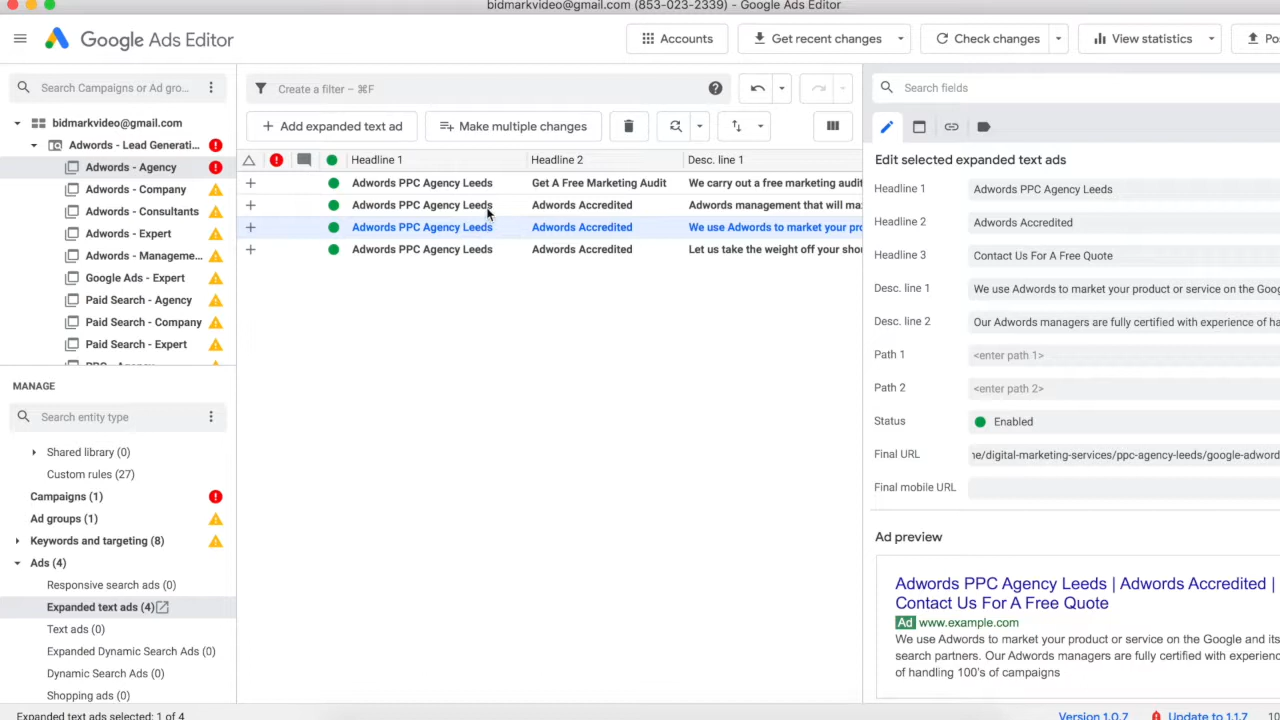 bidmarkvideo@gmail.com (853-023-2339) - Google Ads Editor
Google Ads Editor
Accounts
Get recent changes
Check changes
View statistics
Po
Search Campaigns or Ad gro...
bidmarkvideo@gmail.com
Adwords - Lead Generati...
Adwords - Agency
Adwords - Company
Adwords - Consultants
Adwords - Expert
Adwords - Manageme...
Google Ads - Expert
Paid Search - Agency
Paid Search - Company
Paid Search - Expert
MANAGE
Search entity type
Shared library (0)
Custom rules (27)
Campaigns (1)
Ad groups (1)
Keywords and targeting (8)
Ads (4)
Responsive search ads (0)
Expanded text ads (4)
Text ads (0)
Expanded Dynamic Search Ads (0)
Dynamic Search Ads (0)
Shopping ads (0)
Expanded text ads selected: 1 of 4
Create a filter – ⌘F
+ Add expanded text ad
Make multiple changes
Headline 1 Headline 2 Desc. line 1
Adwords PPC Agency Leeds Get A Free Marketing Audit We carry out a free marketing audit
Adwords PPC Agency Leeds Adwords Accredited Adwords management that will ma
Adwords PPC Agency Leeds Adwords Accredited We use Adwords to market your pro
Adwords PPC Agency Leeds Adwords Accredited Let us take the weight off your shou
Search fields
Edit selected expanded text ads
Headline 1 Adwords PPC Agency Leeds
Headline 2 Adwords Accredited
Headline 3 Contact Us For A Free Quote
Desc. line 1 We use Adwords to market your product or service on the Goog
Desc. line 2 Our Adwords managers are fully certified with experience of ha
Path 1 <enter path 1>
Path 2 <enter path 2>
Status Enabled
Final URL ne/digital-marketing-services/ppc-agency-leeds/google-adword
Final mobile URL
Ad preview
Adwords PPC Agency Leeds | Adwords Accredited |
Contact Us For A Free Quote
Ad www.example.com
We use Adwords to market your product or service on the Google and its
search partners. Our Adwords managers are fully certified with experience
of handling 100's of campaigns
Version 1.0.7 Update to 1.1.7 10